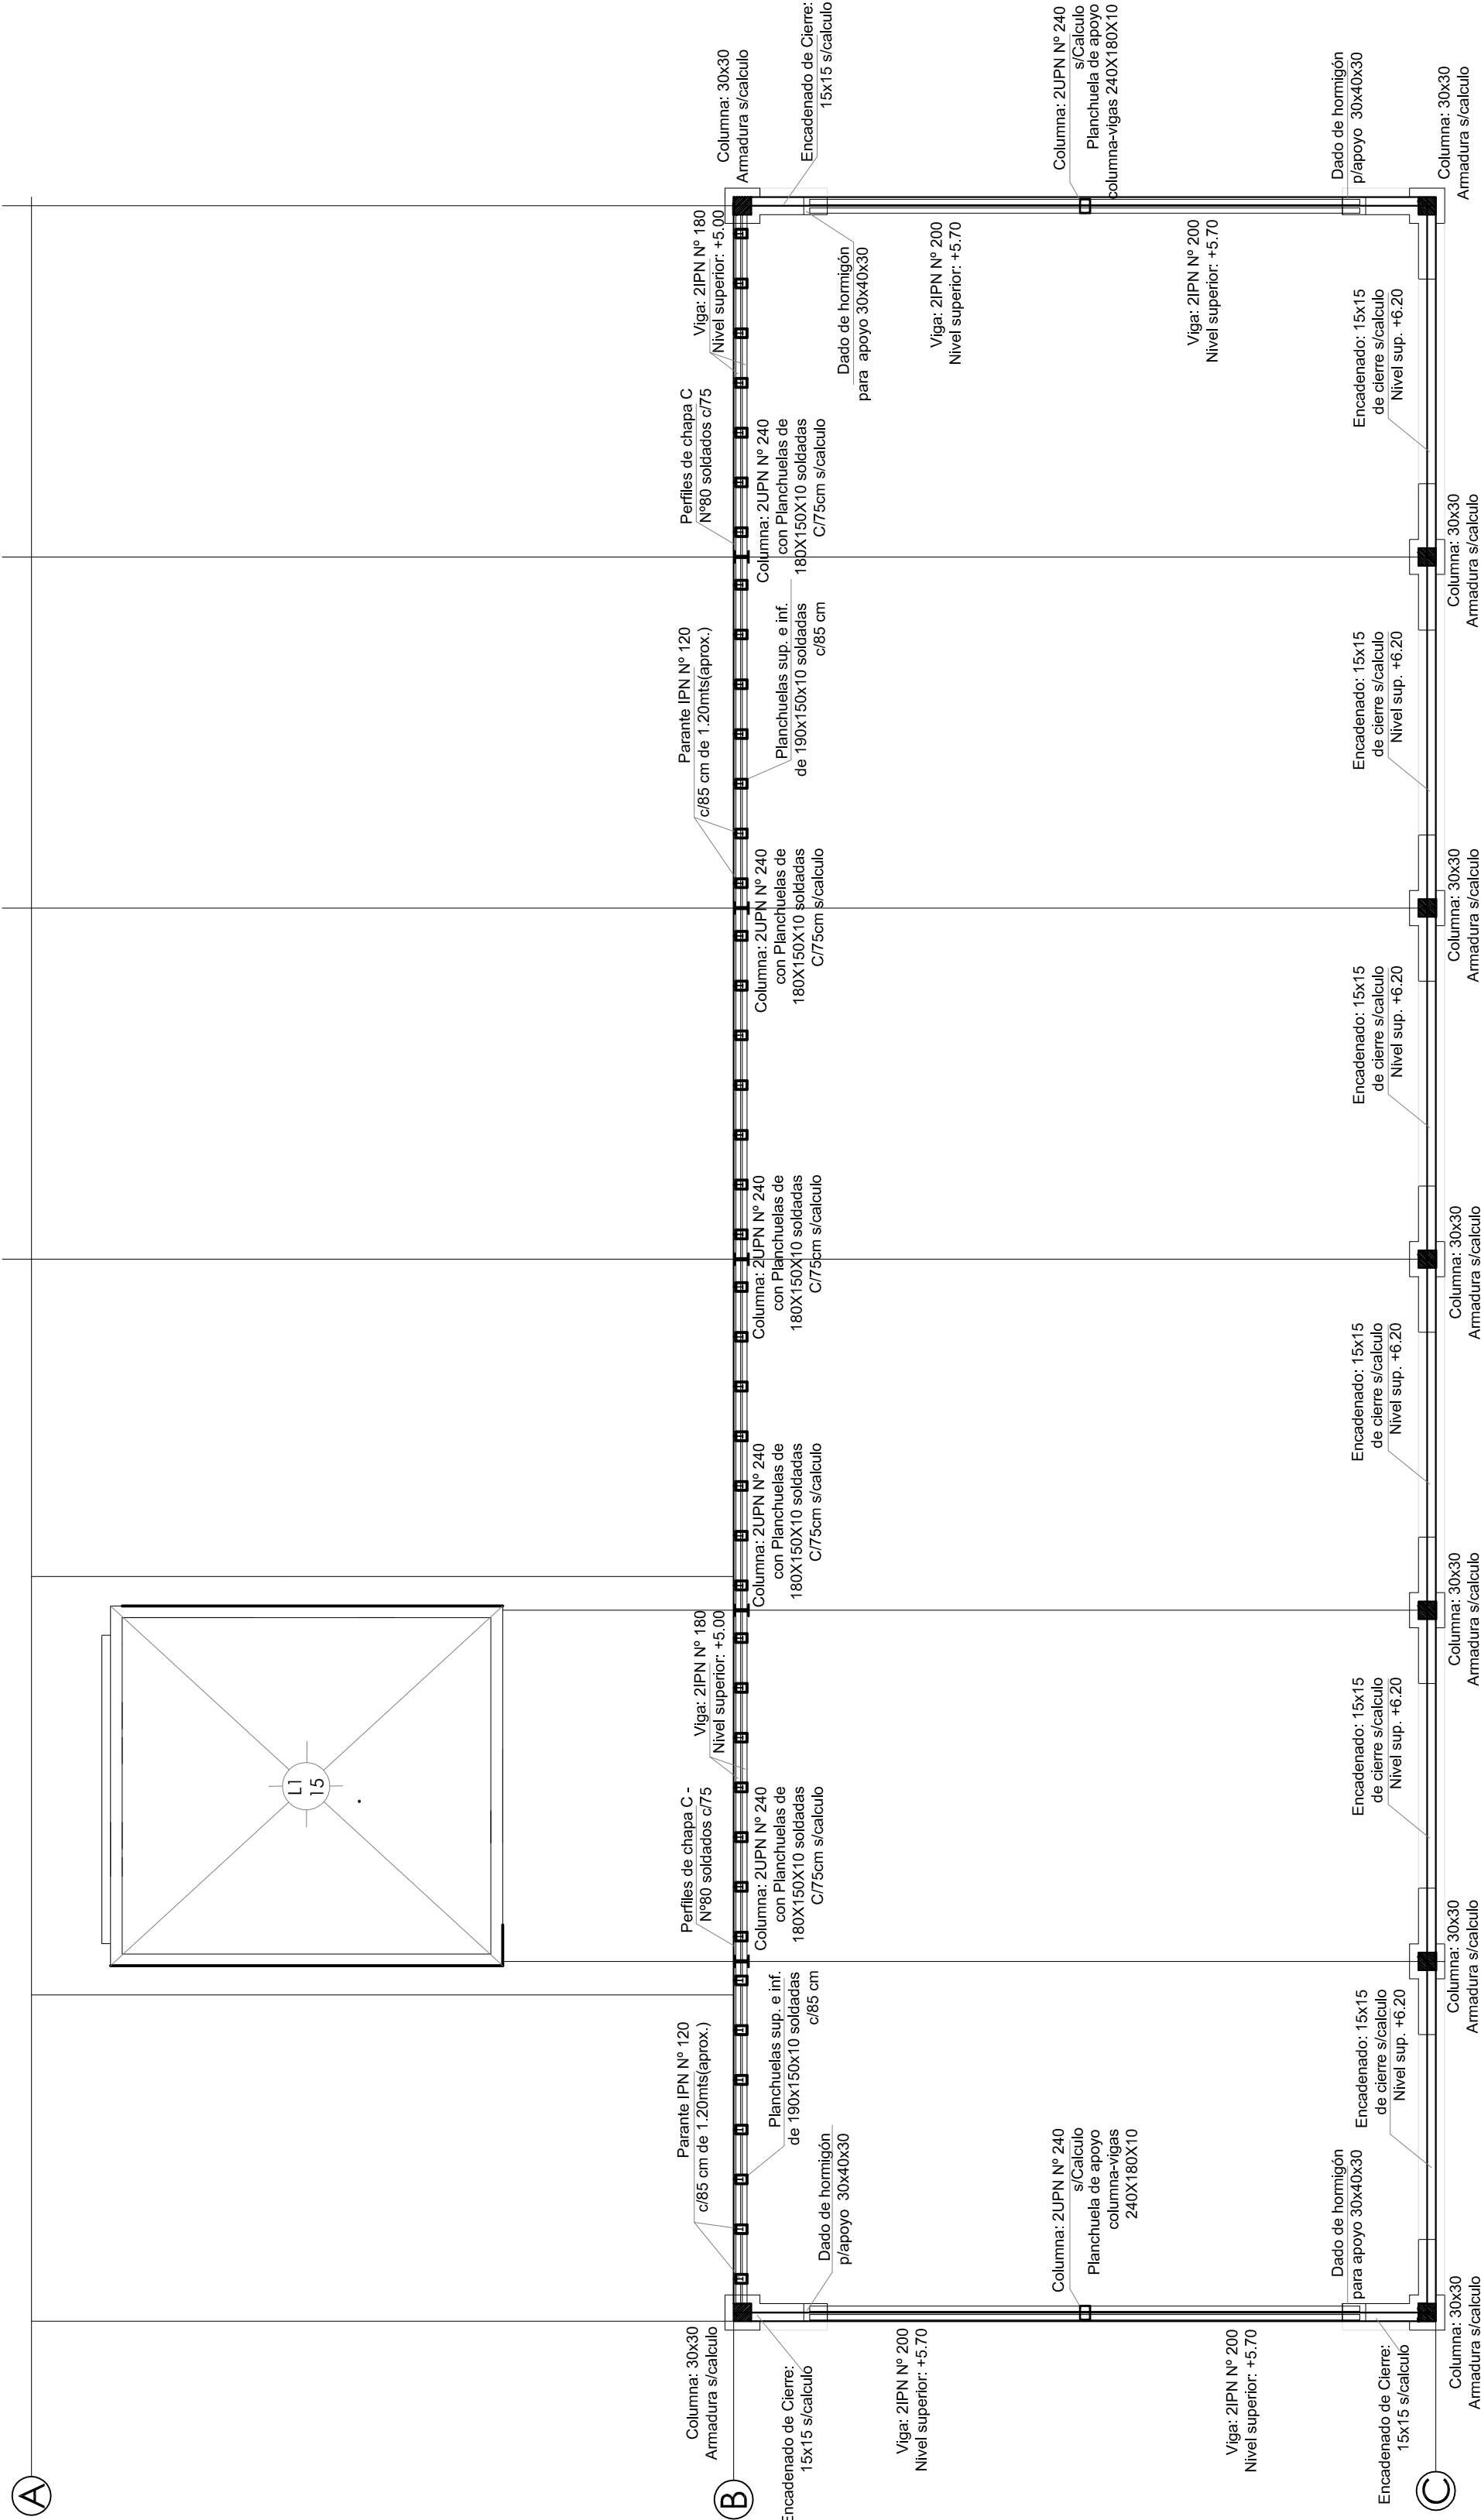 A
L1
15
Columna: 30x30
Armadura s/calculo
Parante IPN Nº 120
c/85 cm de 1.20mts(aprox.)
Perfiles de chapa C -
Nº80 soldados c/75
Viga: 2IPN Nº 180
Nivel superior: +5.00
Parante IPN Nº 120
c/85 cm de 1.20mts(aprox.)
Perfiles de chapa C
Nº80 soldados c/75
Viga: 2IPN Nº 180
Nivel superior: +5.00
Columna: 30x30
Armadura s/calculo
B
Encadenado de Cierre:
15x15 s/calculo
Dado de hormigón
p/apoyo 30x40x30
Planchuelas sup. e inf.
de 190x150x10 soldadas
c/85 cm
Columna: 2UPN Nº 240
con Planchuelas de
180X150X10 soldadas
C/75cm s/calculo
Columna: 2UPN Nº 240
con Planchuelas de
180X150X10 soldadas
C/75cm s/calculo
Columna: 2UPN Nº 240
con Planchuelas de
180X150X10 soldadas
C/75cm s/calculo
Columna: 2UPN Nº 240
con Planchuelas de
180X150X10 soldadas
C/75cm s/calculo
Planchuelas sup. e inf.
de 190x150x10 soldadas
c/85 cm
Columna: 2UPN Nº 240
con Planchuelas de
180X150X10 soldadas
C/75cm s/calculo
Dado de hormigón
para apoyo 30x40x30
Encadenado de Cierre:
15x15 s/calculo
Viga: 2IPN Nº 200
Nivel superior: +5.70
Viga: 2IPN Nº 200
Nivel superior: +5.70
Columna: 2UPN Nº 240
s/Calculo
Planchuela de apoyo
columna-vigas
240X180X10
Columna: 2UPN Nº 240
s/Calculo
Planchuela de apoyo
columna-vigas 240X180X10
Viga: 2IPN Nº 200
Nivel superior: +5.70
Viga: 2IPN Nº 200
Nivel superior: +5.70
Dado de hormigón
para apoyo 30x40x30
Encadenado: 15x15
de cierre s/calculo
Nivel sup. +6.20
Encadenado: 15x15
de cierre s/calculo
Nivel sup. +6.20
Encadenado: 15x15
de cierre s/calculo
Nivel sup. +6.20
Encadenado: 15x15
de cierre s/calculo
Nivel sup. +6.20
Encadenado: 15x15
de cierre s/calculo
Nivel sup. +6.20
Encadenado: 15x15
de cierre s/calculo
Nivel sup. +6.20
Dado de hormigón
p/apoyo 30x40x30
Encadenado de Cierre:
15x15 s/calculo
C
Columna: 30x30
Armadura s/calculo
Columna: 30x30
Armadura s/calculo
Columna: 30x30
Armadura s/calculo
Columna: 30x30
Armadura s/calculo
Columna: 30x30
Armadura s/calculo
Columna: 30x30
Armadura s/calculo
Columna: 30x30
Armadura s/calculo